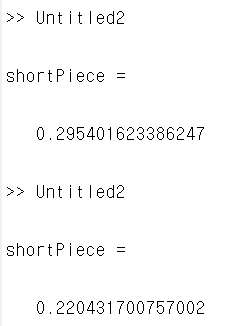 >> Untitled2
shortPiece =
0.295401623386247
>> Untitled2
shortPiece =
0.220431700757002